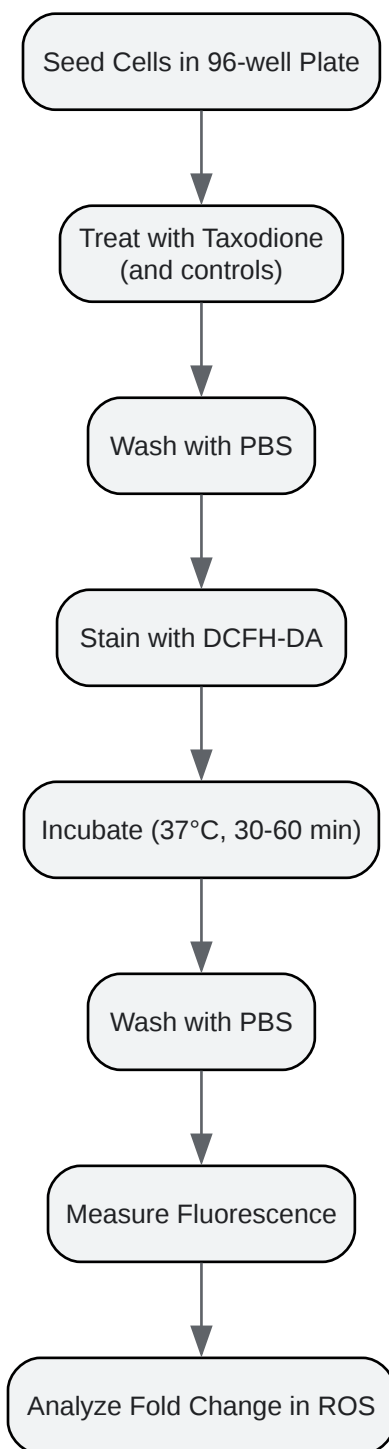 Seed Cells in 96-well Plate
Treat with Taxodione
(and controls)
Wash with PBS
Stain with DCFH-DA
Incubate (37°C, 30-60 min)
Wash with PBS
Measure Fluorescence
Analyze Fold Change in ROS